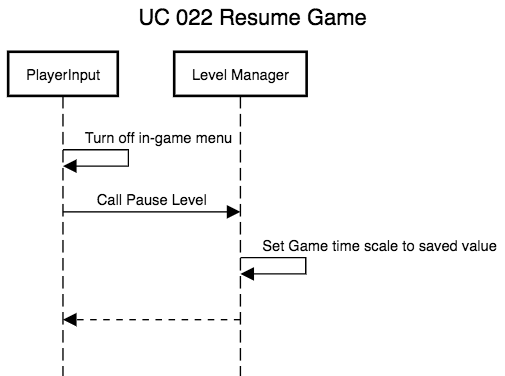 UC 022 Resume Game
PlayerInput
Level Manager
Turn off in-game menu
Call Pause Level
Set Game time scale to saved value